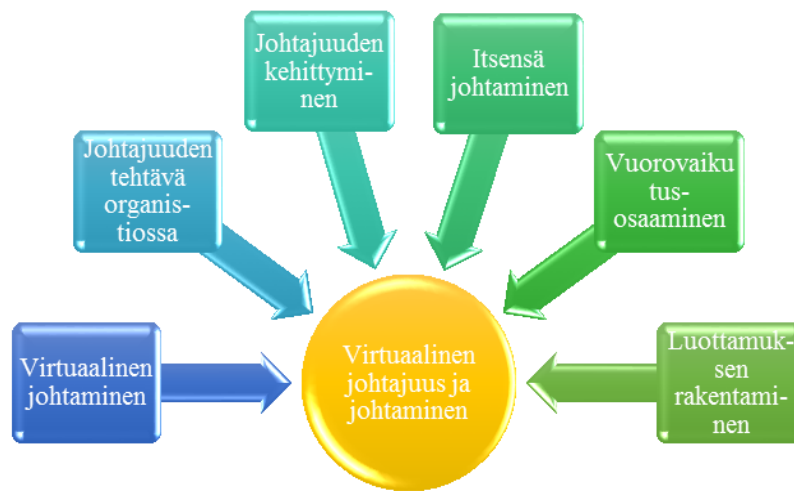 Johtajuuden
kehittymi-
nen
Itsensä
johtaminen
Johtajuuden
tehtävä
organis-
tiossa
Vuorovaiku
tus-
osaaminen
Virtuaalinen
johtaminen
Virtuaalinen
johtajuus ja
johtaminen
Luottamuk-
sen
rakentami-
nen